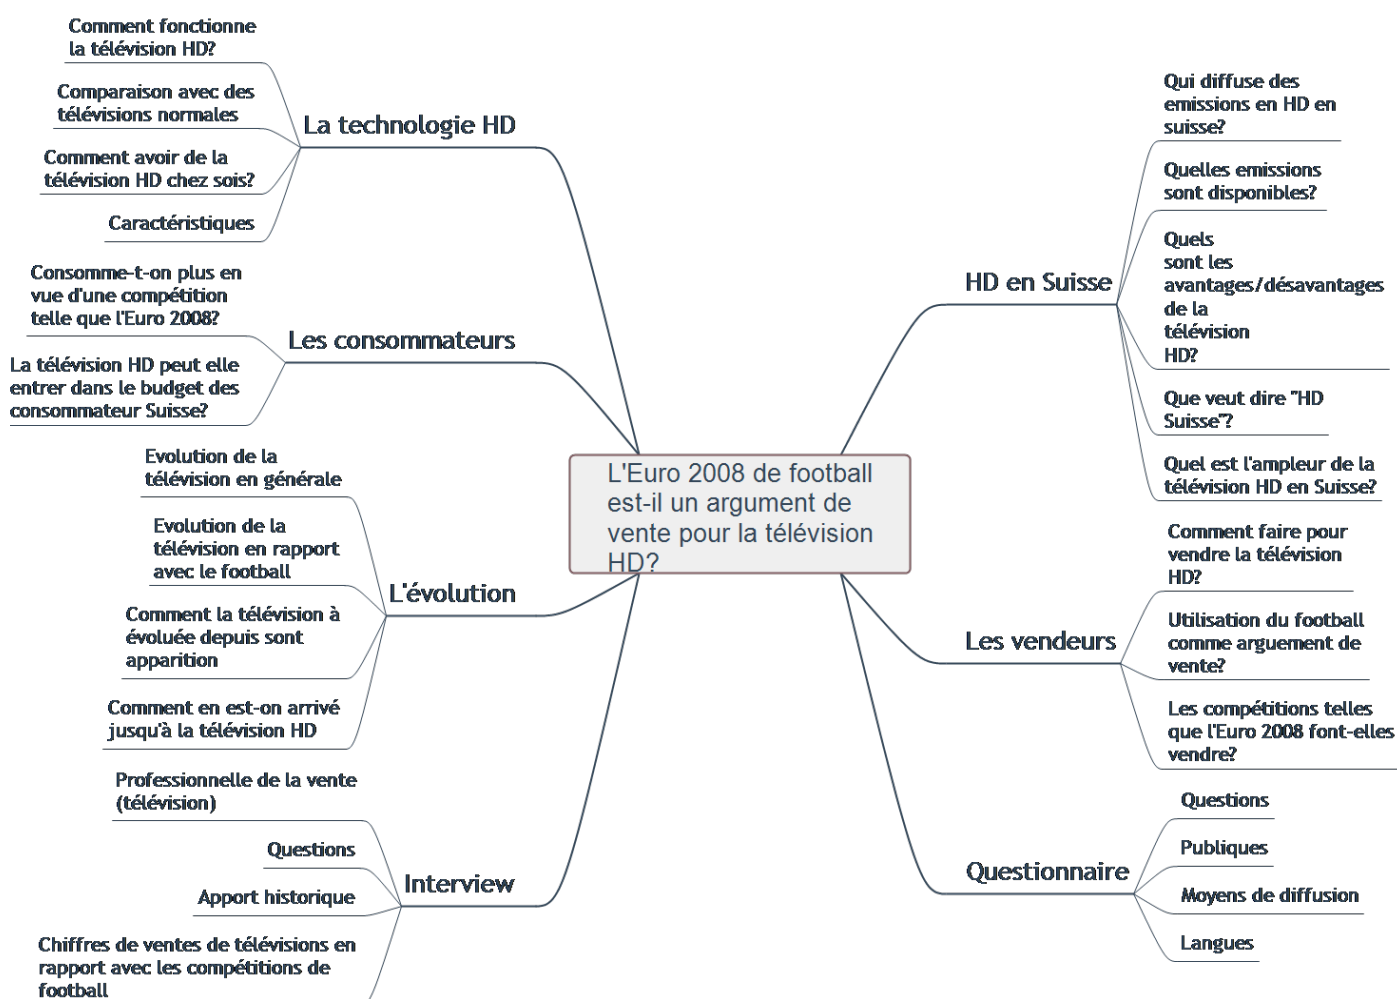 L'Euro 2008 de football
est-il un argument de
vente pour la télévision
HD?
La technologie HD
Comment fonctionne
la télévision HD?
Comparaison avec des
télévisions normales
Comment avoir de la
télévision HD chez sois?
Caractéristiques
Les consommateurs
Consomme-t-on plus en
vue d'une compétition
telle que l'Euro 2008?
La télévision HD peut elle
entrer dans le budget des
consommateur Suisse?
L'évolution
Evolution de la
télévision en générale
Evolution de la
télévision en rapport
avec le football
Comment la télévision à
évoluée depuis sont
apparition
Comment en est-on arrivé
jusqu'à la télévision HD
Interview
Professionnelle de la vente
(télévision)
Questions
Apport historique
Chiffres de ventes de télévisions en
rapport avec les compétitions de
football
HD en Suisse
Qui diffuse des
emissions en HD en
suisse?
Quelles emissions
sont disponibles?
Quels
sont les
avantages/désavantages
de la
télévision
HD?
Que veut dire "HD
Suisse"?
Quel est l'ampleur de la
télévision HD en Suisse?
Les vendeurs
Comment faire pour
vendre la télévision
HD?
Utilisation du football
comme arguement de
vente?
Les compétitions telles
que l'Euro 2008 font-elles
vendre?
Questionnaire
Questions
Publiques
Moyens de diffusion
Langues